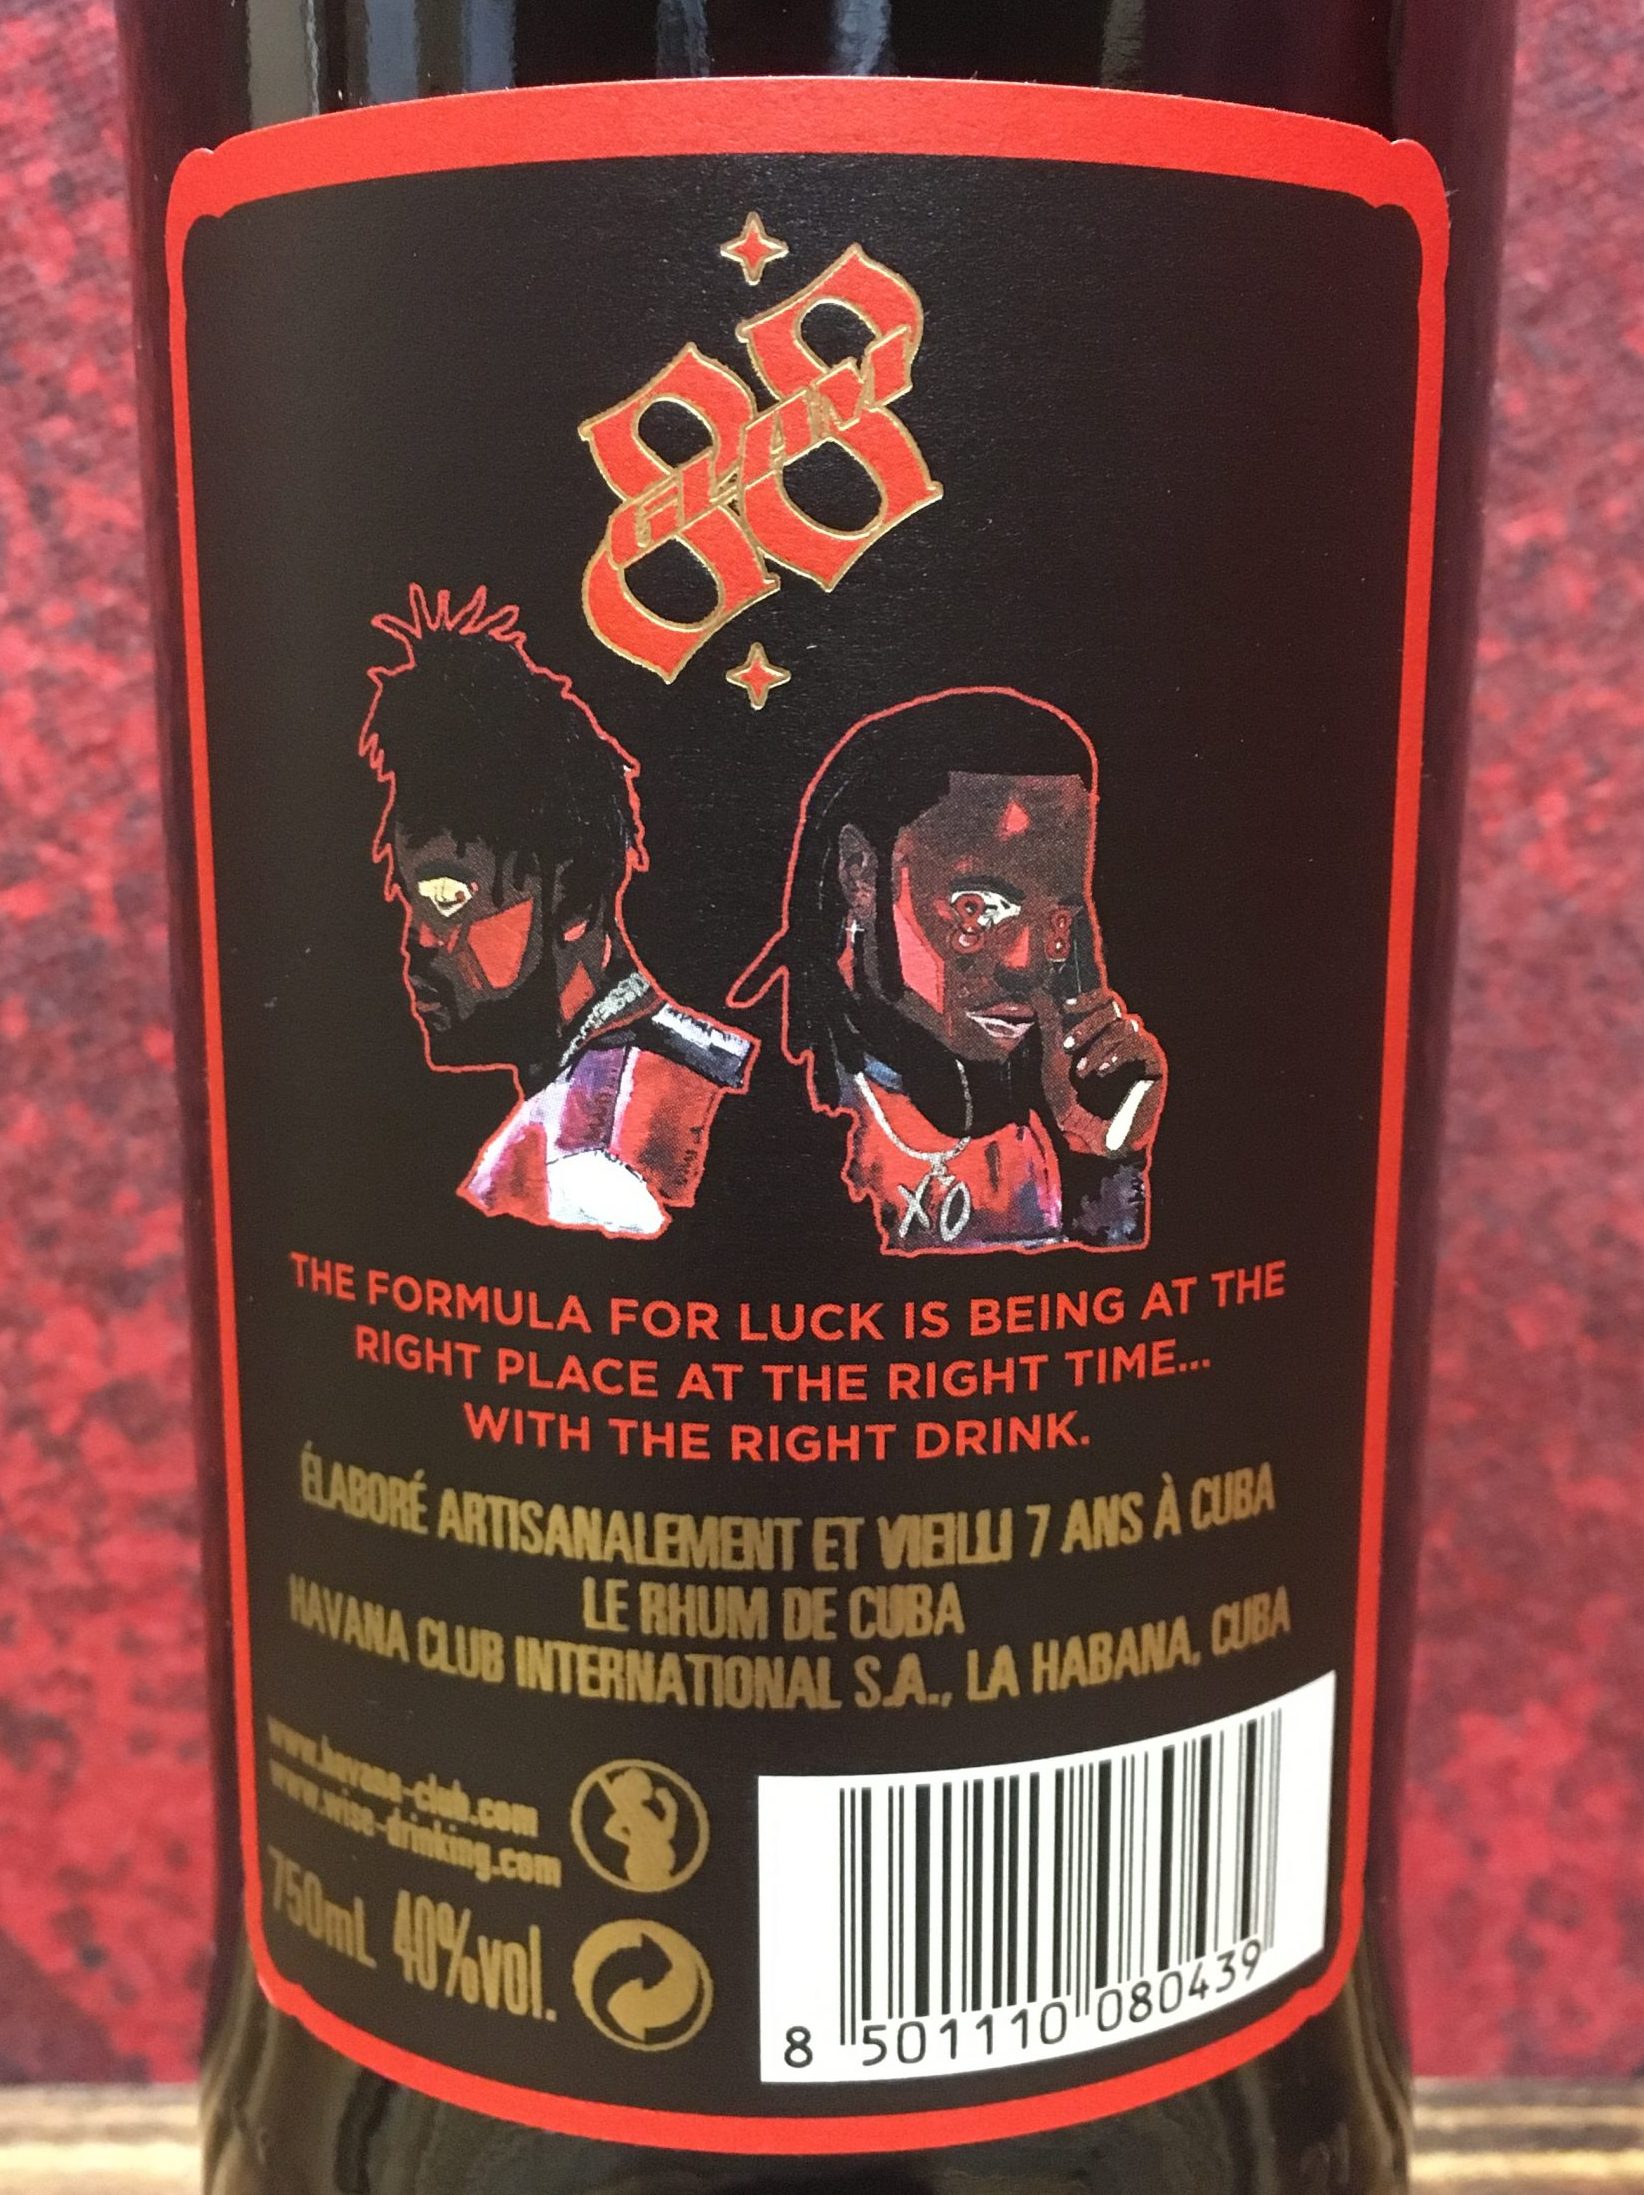 88
GLAM
XO
THE FORMULA FOR LUCK IS BEING AT THE
RIGHT PLACE AT THE RIGHT TIME...
WITH THE RIGHT DRINK.
ÉLABORÉ ARTISANALEMENT ET VIEILLI 7 ANS À CUBA
LE RHUM DE CUBA
HAVANA CLUB INTERNATIONAL S.A., LA HABANA, CUBA
www.havana-club.com
www.wise-drinking.com
750mL 40%vol.
8 501110 080439